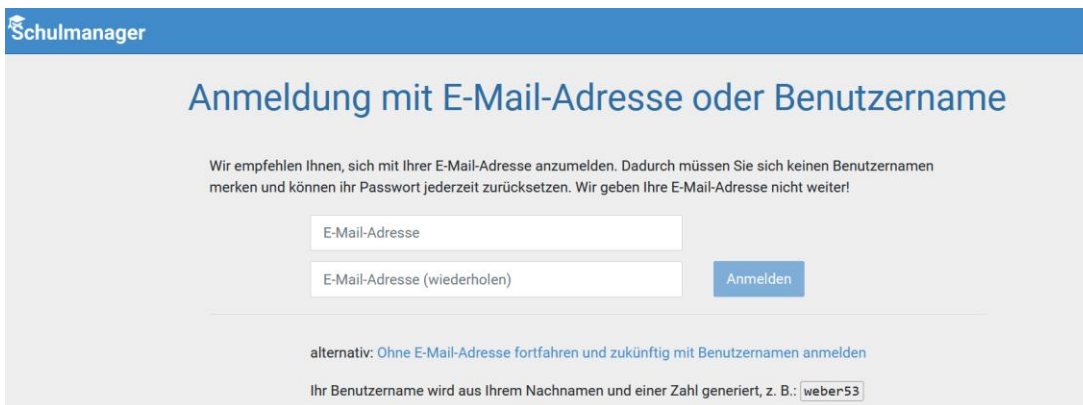 Schulmanager
Anmeldung mit E-Mail-Adresse oder Benutzername
Wir empfehlen Ihnen, sich mit Ihrer E-Mail-Adresse anzumelden. Dadurch müssen Sie sich keinen Benutzernamen
merken und können ihr Passwort jederzeit zurücksetzen. Wir geben Ihre E-Mail-Adresse nicht weiter!
E-Mail-Adresse
E-Mail-Adresse (wiederholen)
Anmelden
alternativ: Ohne E-Mail-Adresse fortfahren und zukünftig mit Benutzernamen anmelden
Ihr Benutzername wird aus Ihrem Nachnamen und einer Zahl generiert, z. B.: weber53